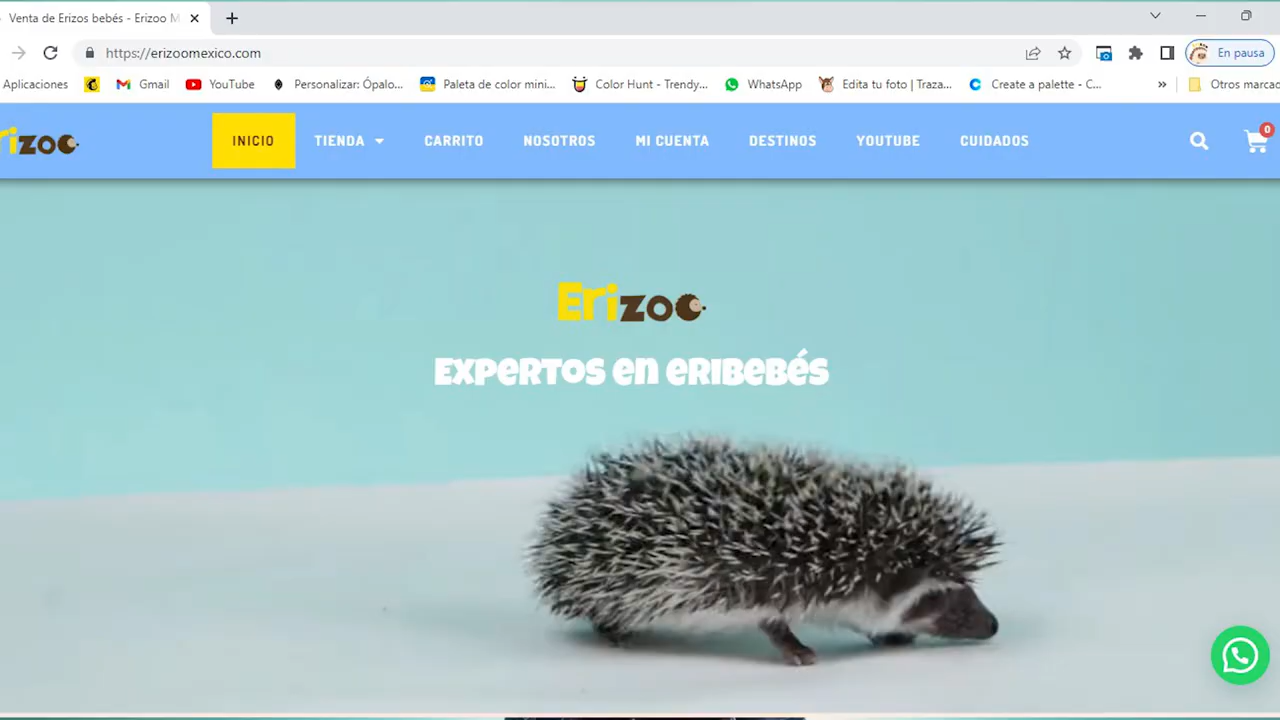 Venta de Erizos bebés - Erizoo M
https://erizoomexico.com
En pausa
Aplicaciones
Gmail
YouTube
Personalizar: Ópalo...
Paleta de color mini...
Color Hunt - Trendy...
WhatsApp
Edita tu foto | Traza...
Create a palette - C...
»
Otros marcad
rizoo
INICIO
TIENDA
CARRITO
NOSOTROS
MI CUENTA
DESTINOS
YOUTUBE
CUIDADOS
0
Erizoo
Expertos en eribebés